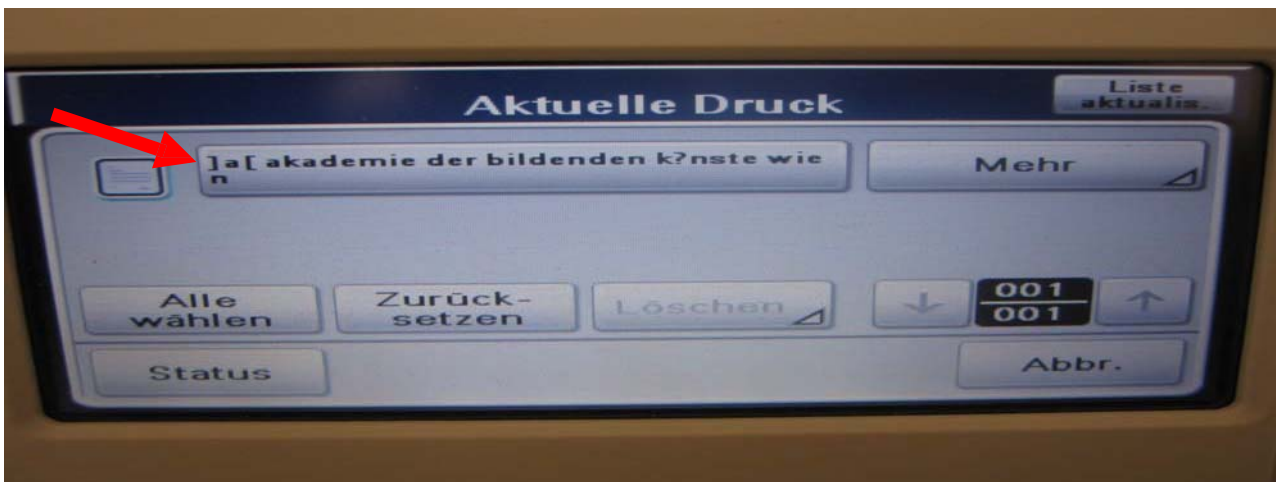 Aktuelle Druck
Liste
aktualis.
]a[ akademie der bildenden k?nste wie
n
Mehr
Alle
wählen
Zurück-
setzen
Löschen
001
001
Status
Abbr.